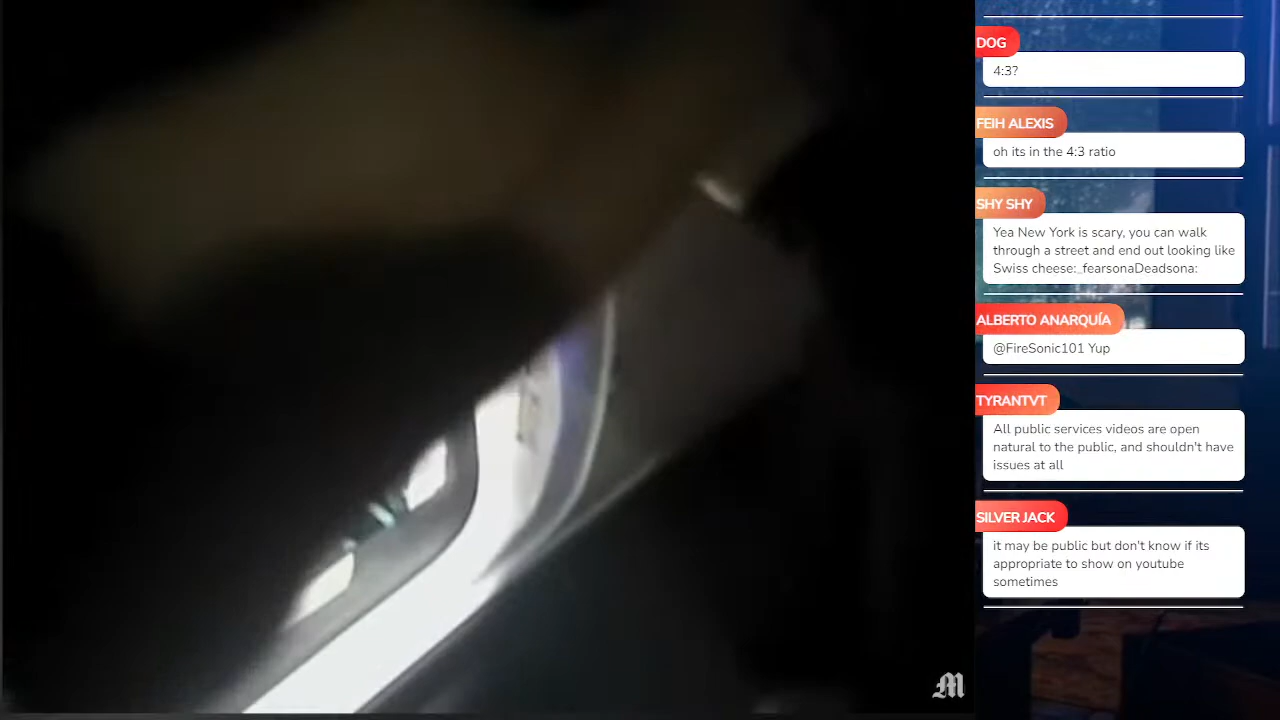 DOG
4:3?
FEIH ALEXIS
oh its in the 4:3 ratio
SHY SHY
Yea New York is scary, you can walk
through a street and end out looking like
Swiss cheese:_fearsonaDeadsona:
ALBERTO ANARQUÍA
@FireSonic101 Yup
TYRANTVT
All public services videos are open
natural to the public, and shouldn't have
issues at all
SILVER JACK
it may be public but don't know if its
appropriate to show on youtube
sometimes
M